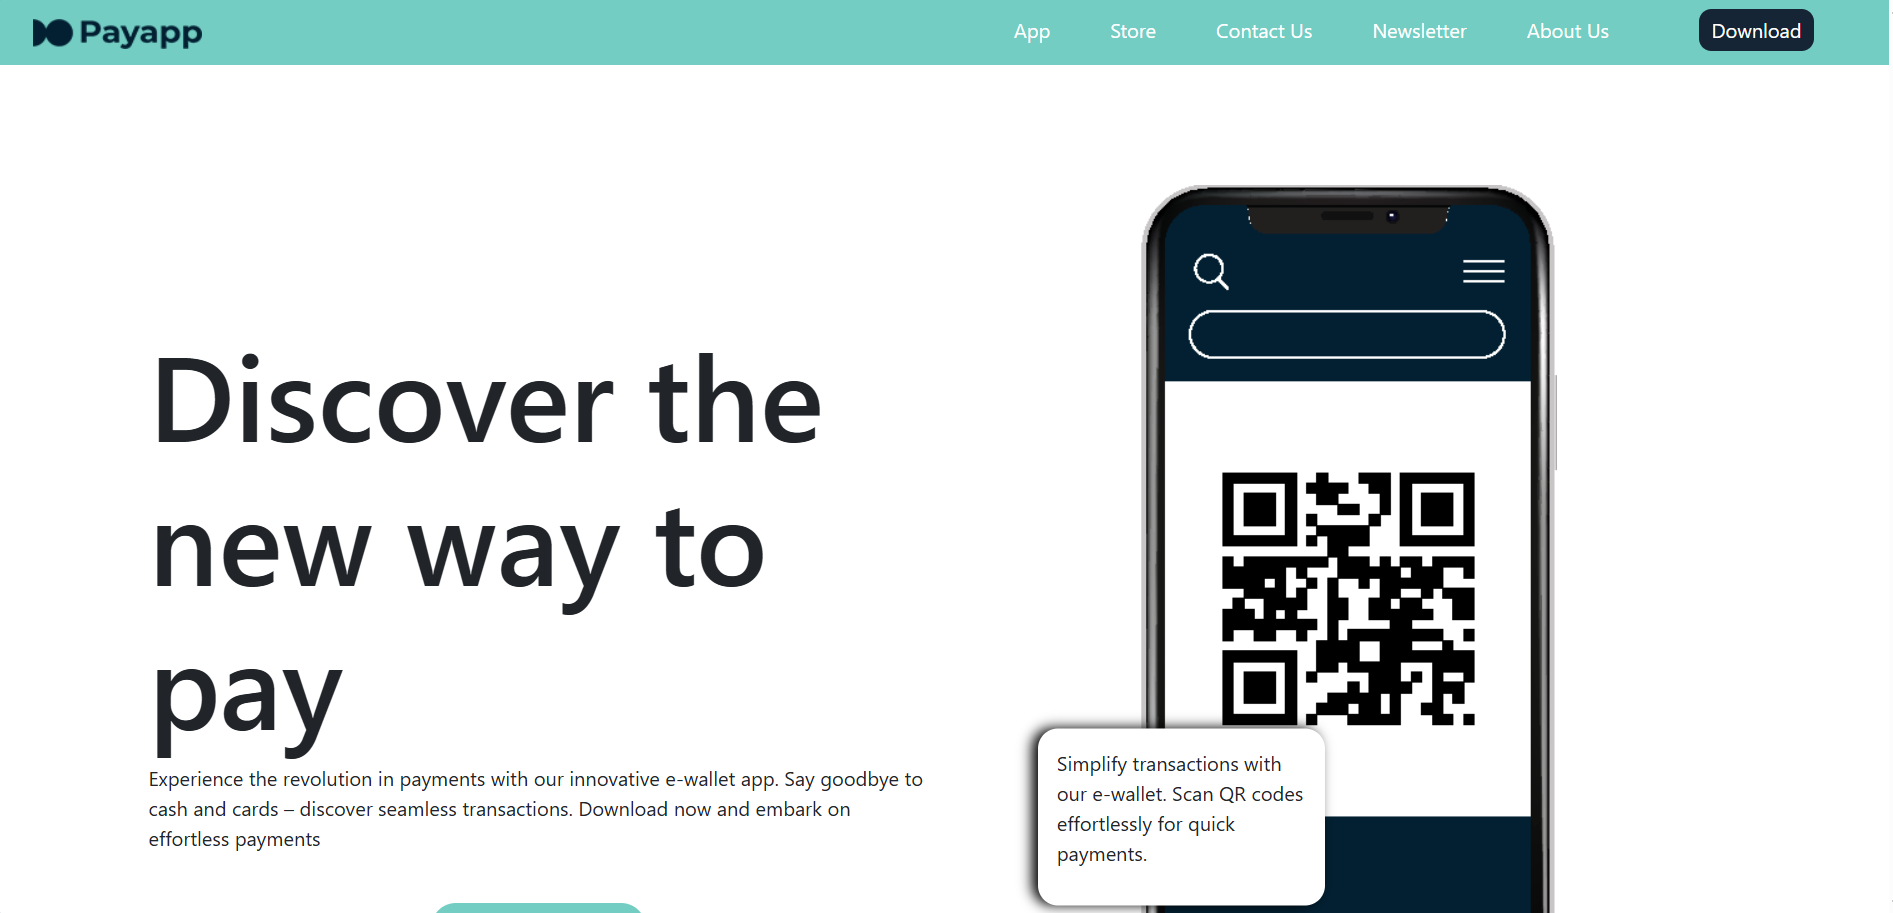 Payapp
App
Store
Contact Us
Newsletter
About Us
Download
Discover the
new way to
pay
Experience the revolution in payments with our innovative e-wallet app. Say goodbye to
cash and cards – discover seamless transactions. Download now and embark on
effortless payments
Simplify transactions with
our e-wallet. Scan QR codes
effortlessly for quick
payments.